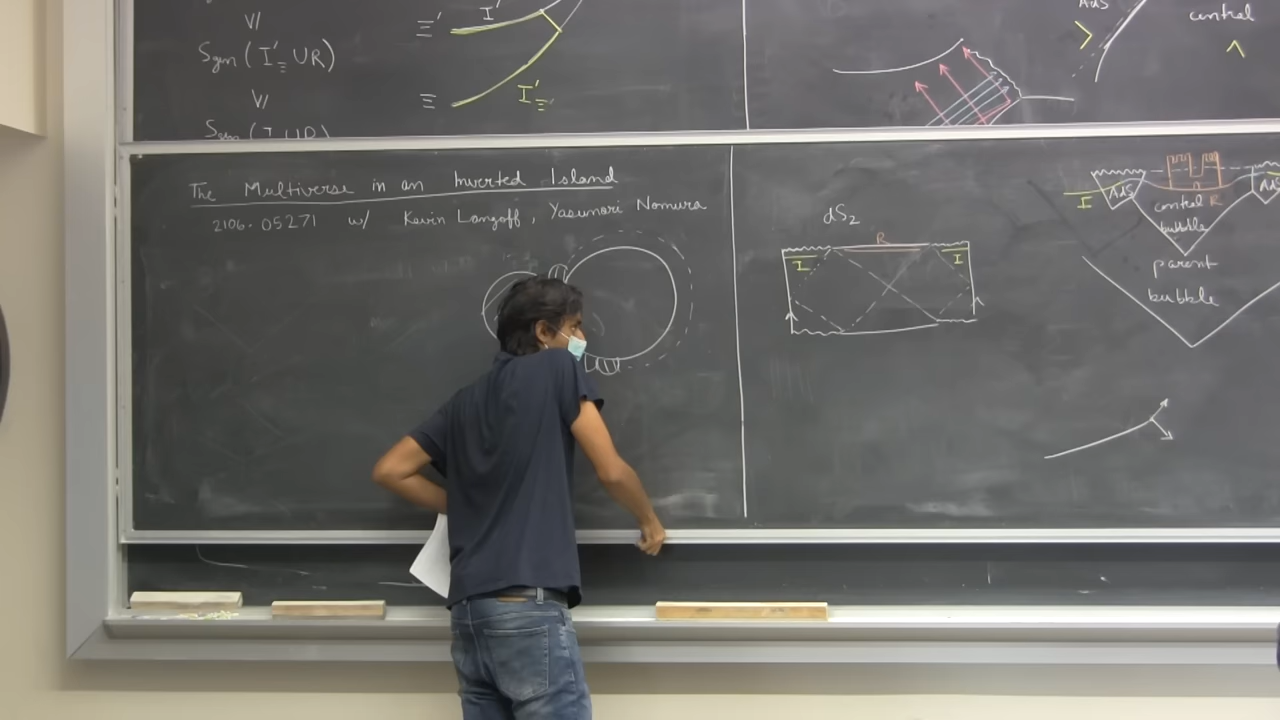 V/
Ξ' I'
Sgen (I'Ξ ∪ R)
V/
Ξ I'Ξ
Sgen (I ∪ R)
AdS
>
central
^
The Multiverse in an Inverted Island
2106.05271 w/ Kevin Langhoff, Yasunori Nomura
dS2
R
I I
I AdS R AdS
central
bubble
parent
bubble